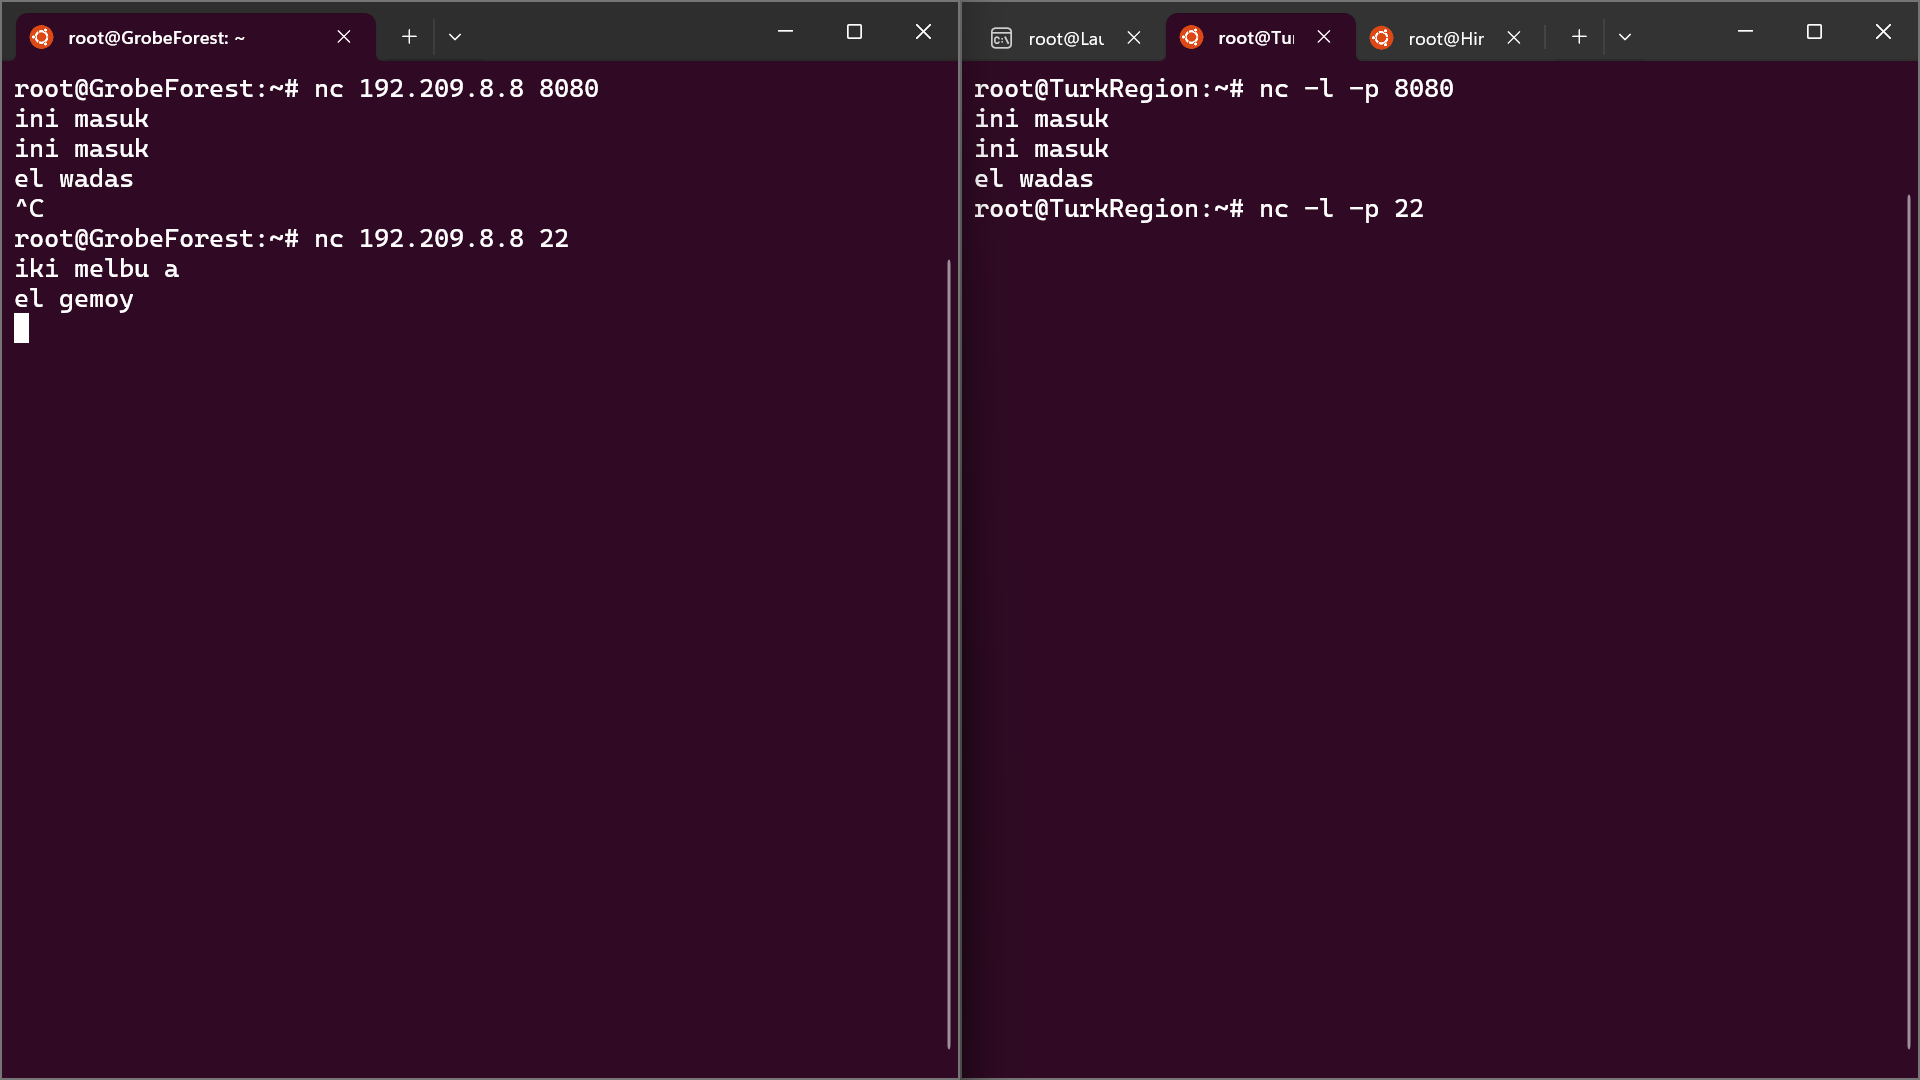 root@GrobeForest: ~
root@GrobeForest:~# nc 192.209.8.8 8080
ini masuk
ini masuk
el wadas
^C
root@GrobeForest:~# nc 192.209.8.8 22
iki melbu a
el gemoy
root@Lau
root@Tur
root@Hir
root@TurkRegion:~# nc -l -p 8080
ini masuk
ini masuk
el wadas
root@TurkRegion:~# nc -l -p 22